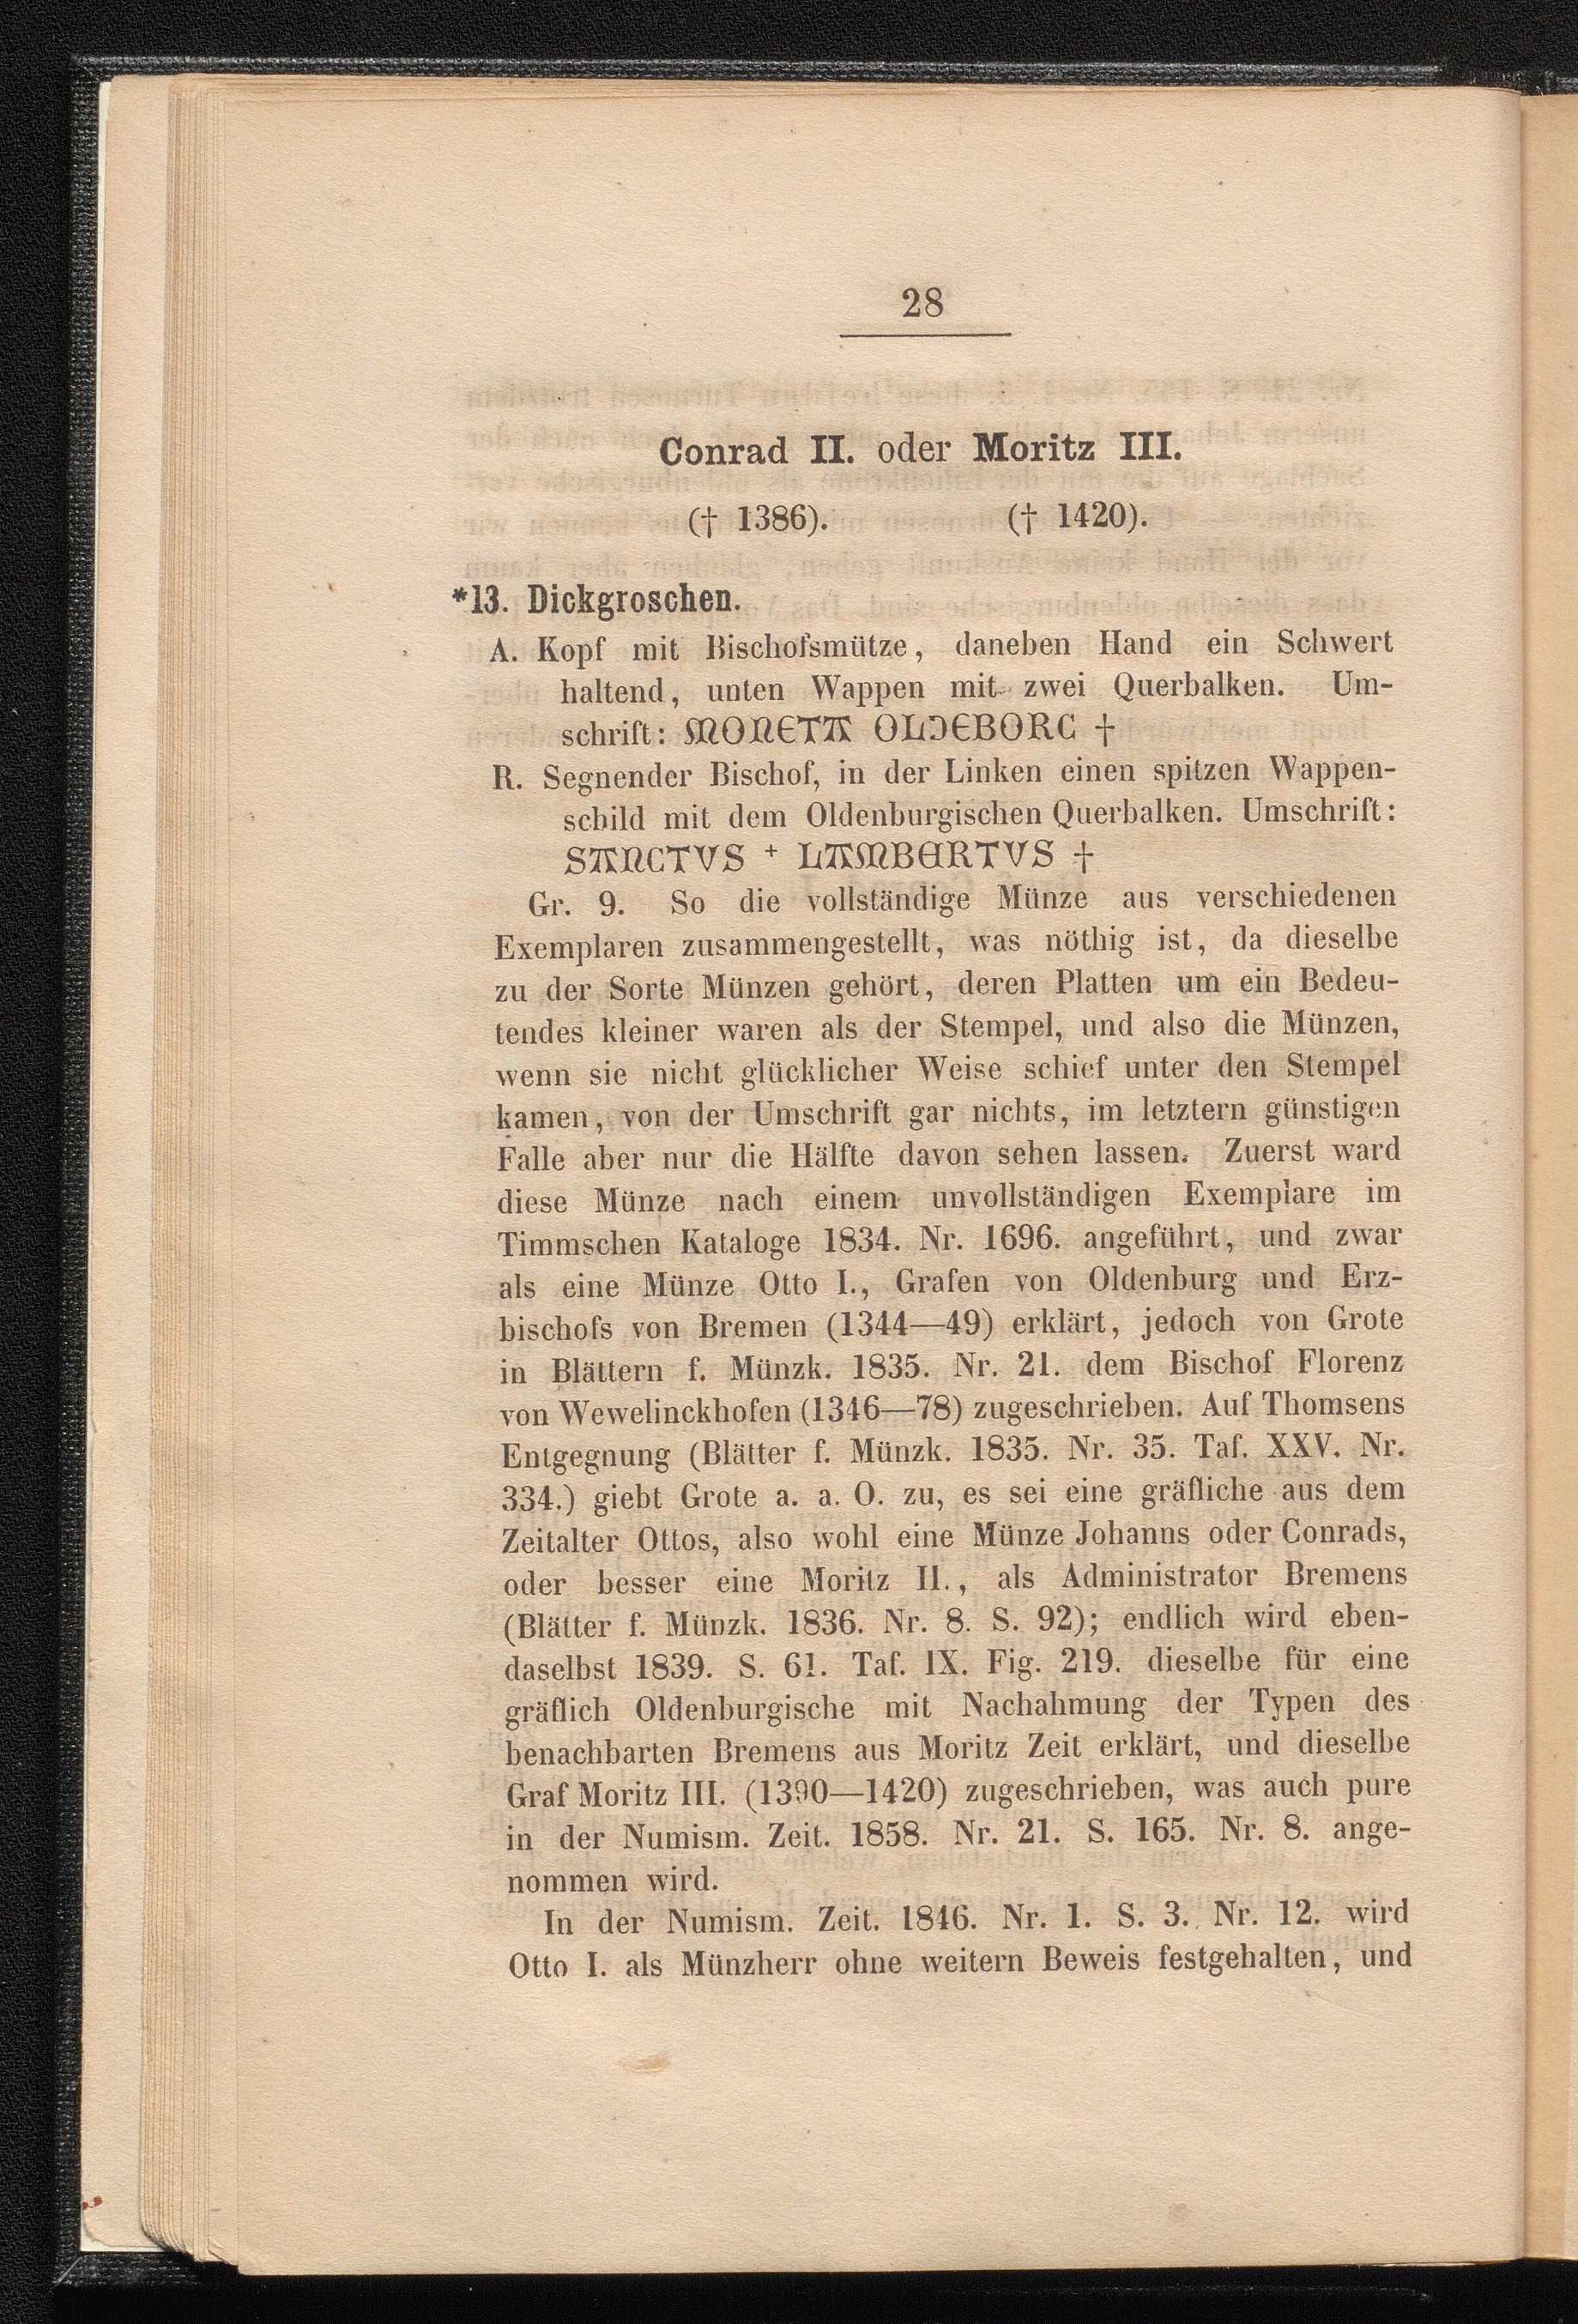 28
Conrad II. oder Moritz III.
(† 1386). († 1420).
*13. Dickgroschen.
A. Kopf mit Bischofsmütze, daneben Hand ein Schwert
haltend, unten Wappen mit zwei Querbalken. Um-
schrift: MONETA OLDEBORC †
R. Segnender Bischof, in der Linken einen spitzen Wappen-
schild mit dem Oldenburgischen Querbalken. Umschrift:
SANCTVS + LAMBERTVS †
Gr. 9. So die vollständige Münze aus verschiedenen
Exemplaren zusammengestellt, was nöthig ist, da dieselbe
zu der Sorte Münzen gehört, deren Platten um ein Bedeu-
tendes kleiner waren als der Stempel, und also die Münzen,
wenn sie nicht glücklicher Weise schief unter den Stempel
kamen, von der Umschrift gar nichts, im letztern günstigen
Falle aber nur die Hälfte davon sehen lassen. Zuerst ward
diese Münze nach einem unvollständigen Exemplare im
Timmschen Kataloge 1834. Nr. 1696. angeführt, und zwar
als eine Münze Otto I., Grafen von Oldenburg und Erz-
bischofs von Bremen (1344—49) erklärt, jedoch von Grote
in Blättern f. Münzk. 1835. Nr. 21. dem Bischof Florenz
von Wewelinckhofen (1346—78) zugeschrieben. Auf Thomsens
Entgegnung (Blätter f. Münzk. 1835. Nr. 35. Taf. XXV. Nr.
334.) giebt Grote a. a. O. zu, es sei eine gräfliche aus dem
Zeitalter Ottos, also wohl eine Münze Johanns oder Conrads,
oder besser eine Moritz II., als Administrator Bremens
(Blätter f. Münzk. 1836. Nr. 8. S. 92); endlich wird eben-
daselbst 1839. S. 61. Taf. IX. Fig. 219. dieselbe für eine
gräflich Oldenburgische mit Nachahmung der Typen des
benachbarten Bremens aus Moritz Zeit erklärt, und dieselbe
Graf Moritz III. (1390—1420) zugeschrieben, was auch pure
in der Numism. Zeit. 1858. Nr. 21. S. 165. Nr. 8. ange-
nommen wird.
In der Numism. Zeit. 1846. Nr. 1. S. 3. Nr. 12. wird
Otto I. als Münzherr ohne weitern Beweis festgehalten, und